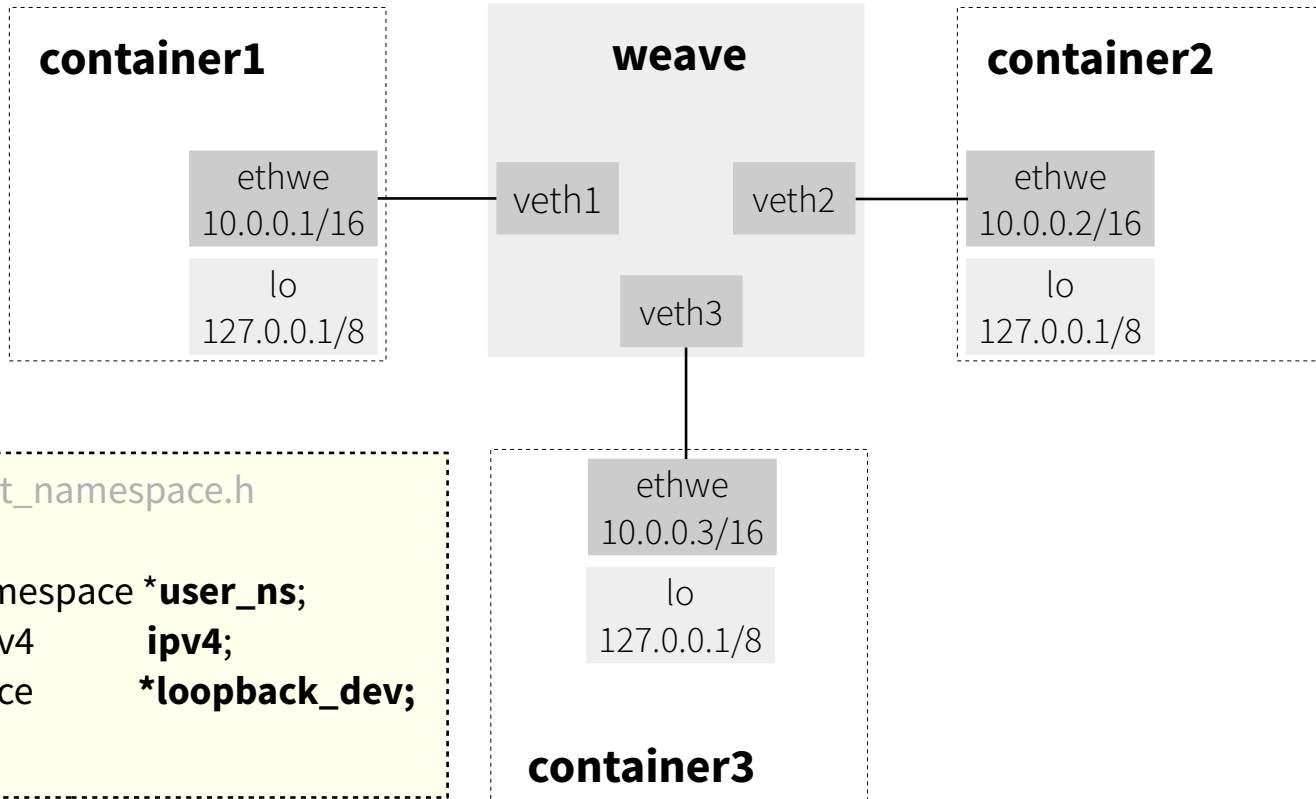 container1
ethwe
10.0.0.1/16
lo
127.0.0.1/8
weave
veth1
veth2
veth3
container2
ethwe
10.0.0.2/16
lo
127.0.0.1/8
t_namespace.h
mespace *user_ns;
v4 ipv4;
ce *loopback_dev;
ethwe
10.0.0.3/16
lo
127.0.0.1/8
container3